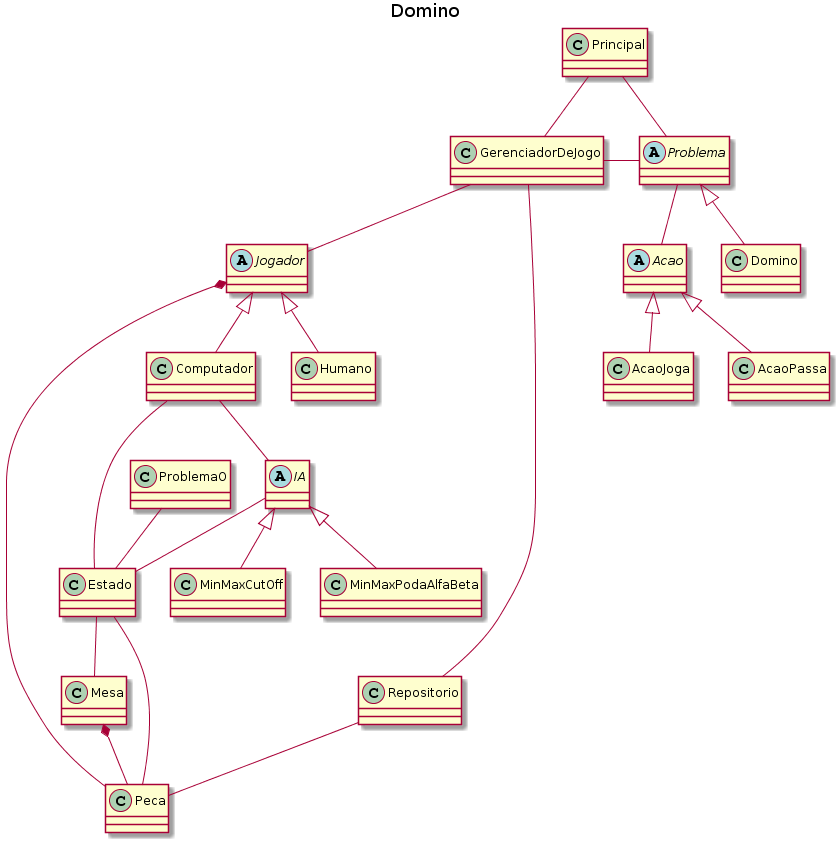 Domino
C Principal
C GerenciadorDeJogo
A Problema
A Jogador
A Acao
C Domino
C Computador
C Humano
C AcaoJoga
C AcaoPassa
C ProblemaO
A IA
C Estado
C MinMaxCutOff
C MinMaxPodaAlfaBeta
C Mesa
C Repositorio
C Peca